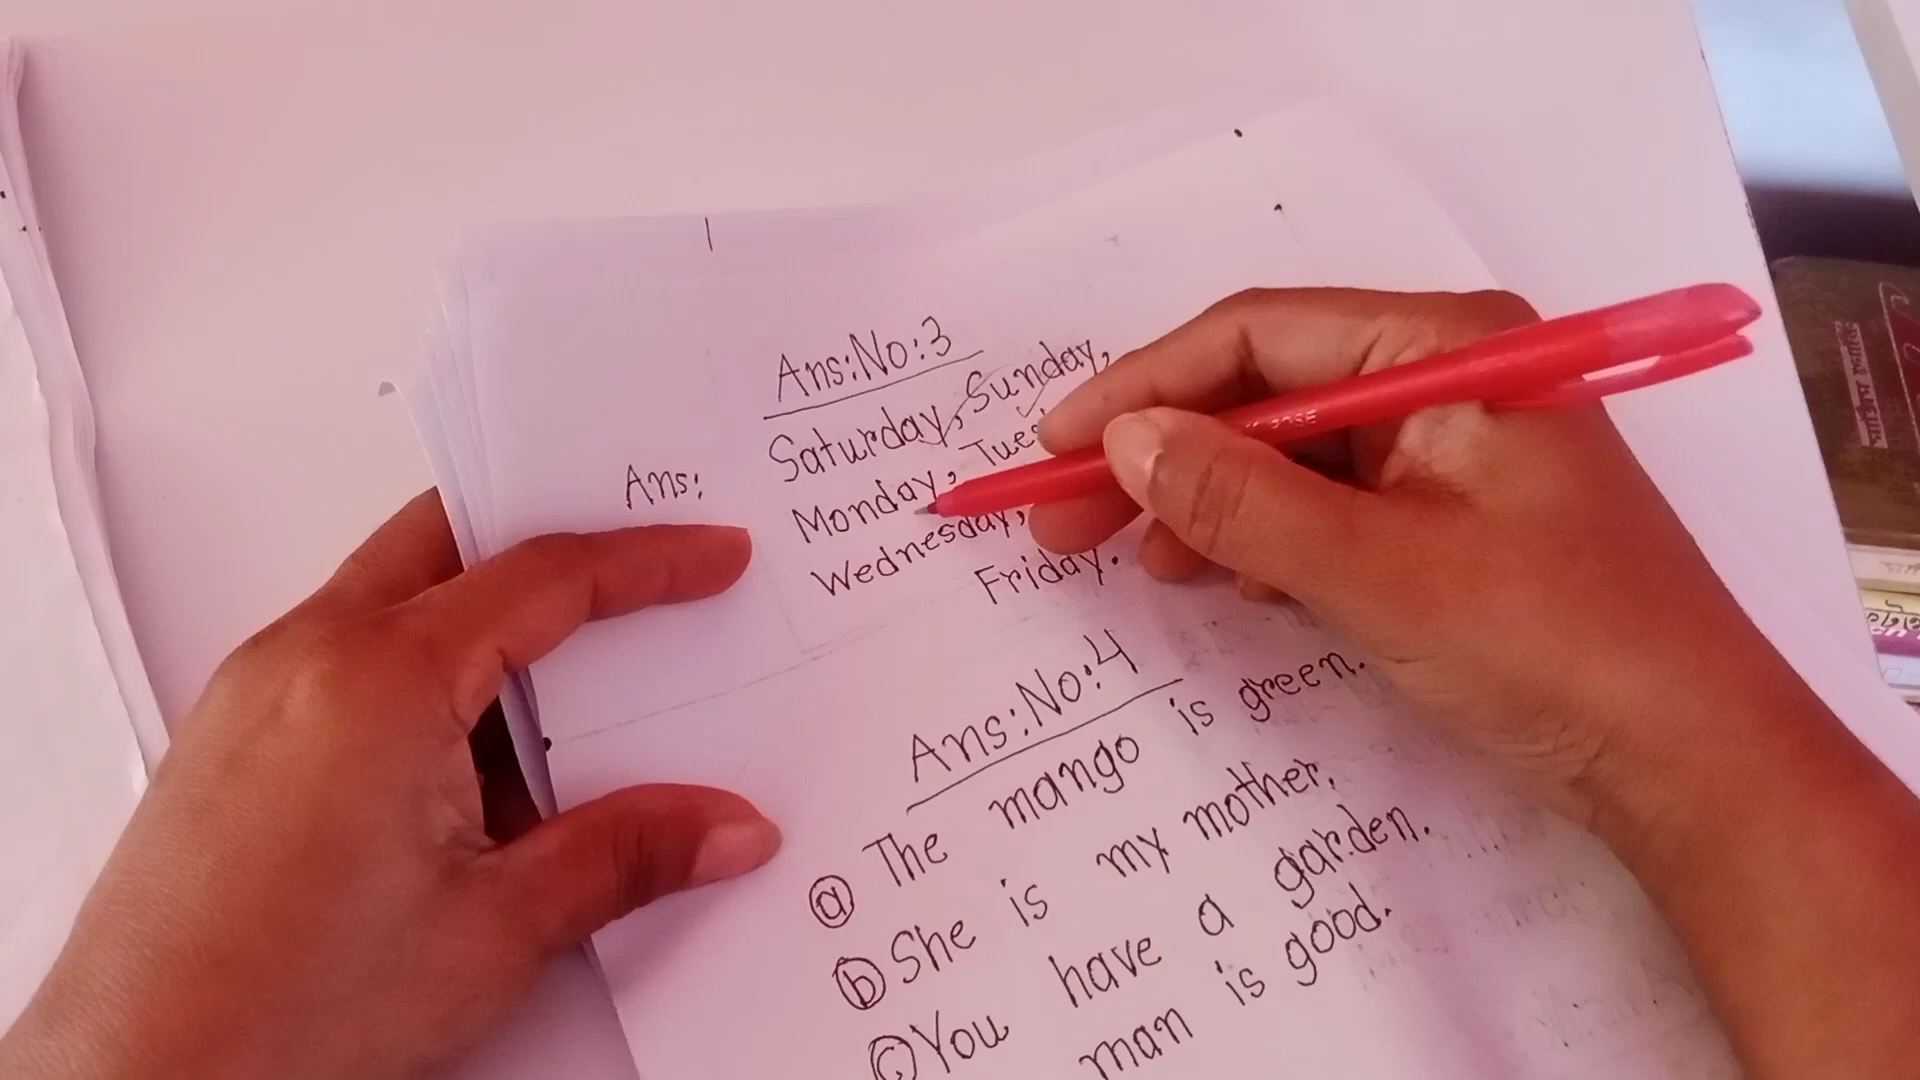 Ans:No:3
Ans: Saturday, Sunday,
Monday, Tues
Wednesday,
Friday.
Ans:No:4
ⓐ The mango is green.
ⓑ She is my mother.
ⓒ You have a garden.
man is good.